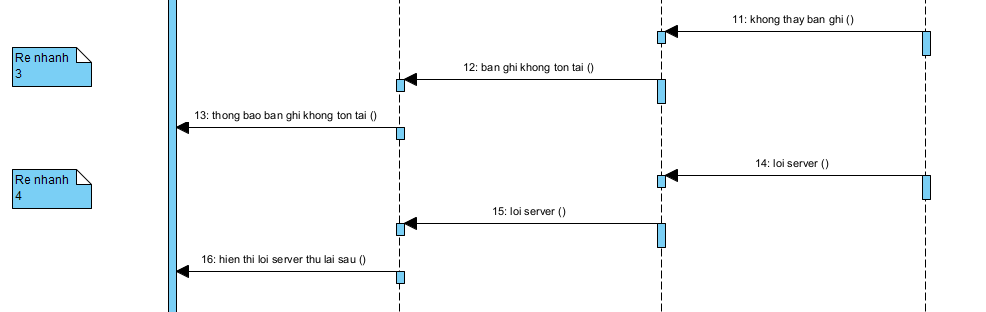 11: khong thay ban ghi ()
Re nhanh
3
12: ban ghi khong ton tai ()
13: thong bao ban ghi khong ton tai ()
14: loi server ()
Re nhanh
4
15: loi server ()
16: hien thi loi server thu lai sau ()